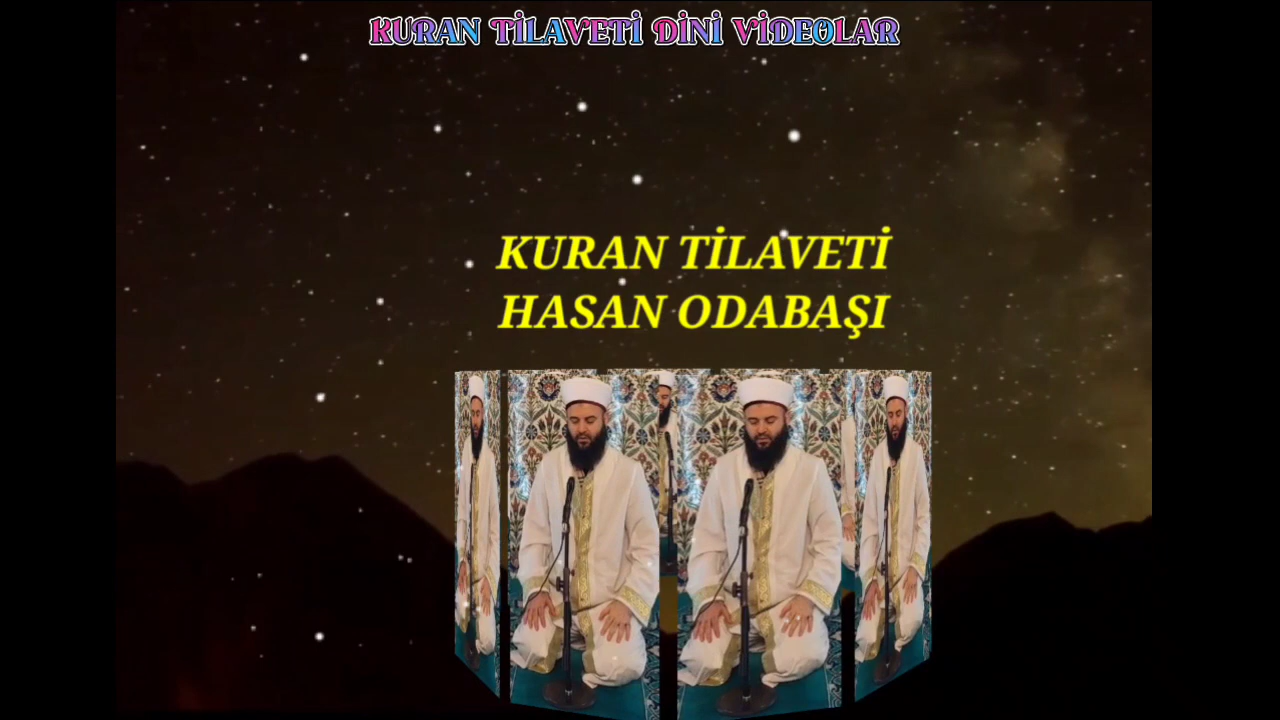 KURAN TİLAVETİ DİNİ VİDEOLAR
KURAN TİLAVETİ
HASAN ODABAŞI